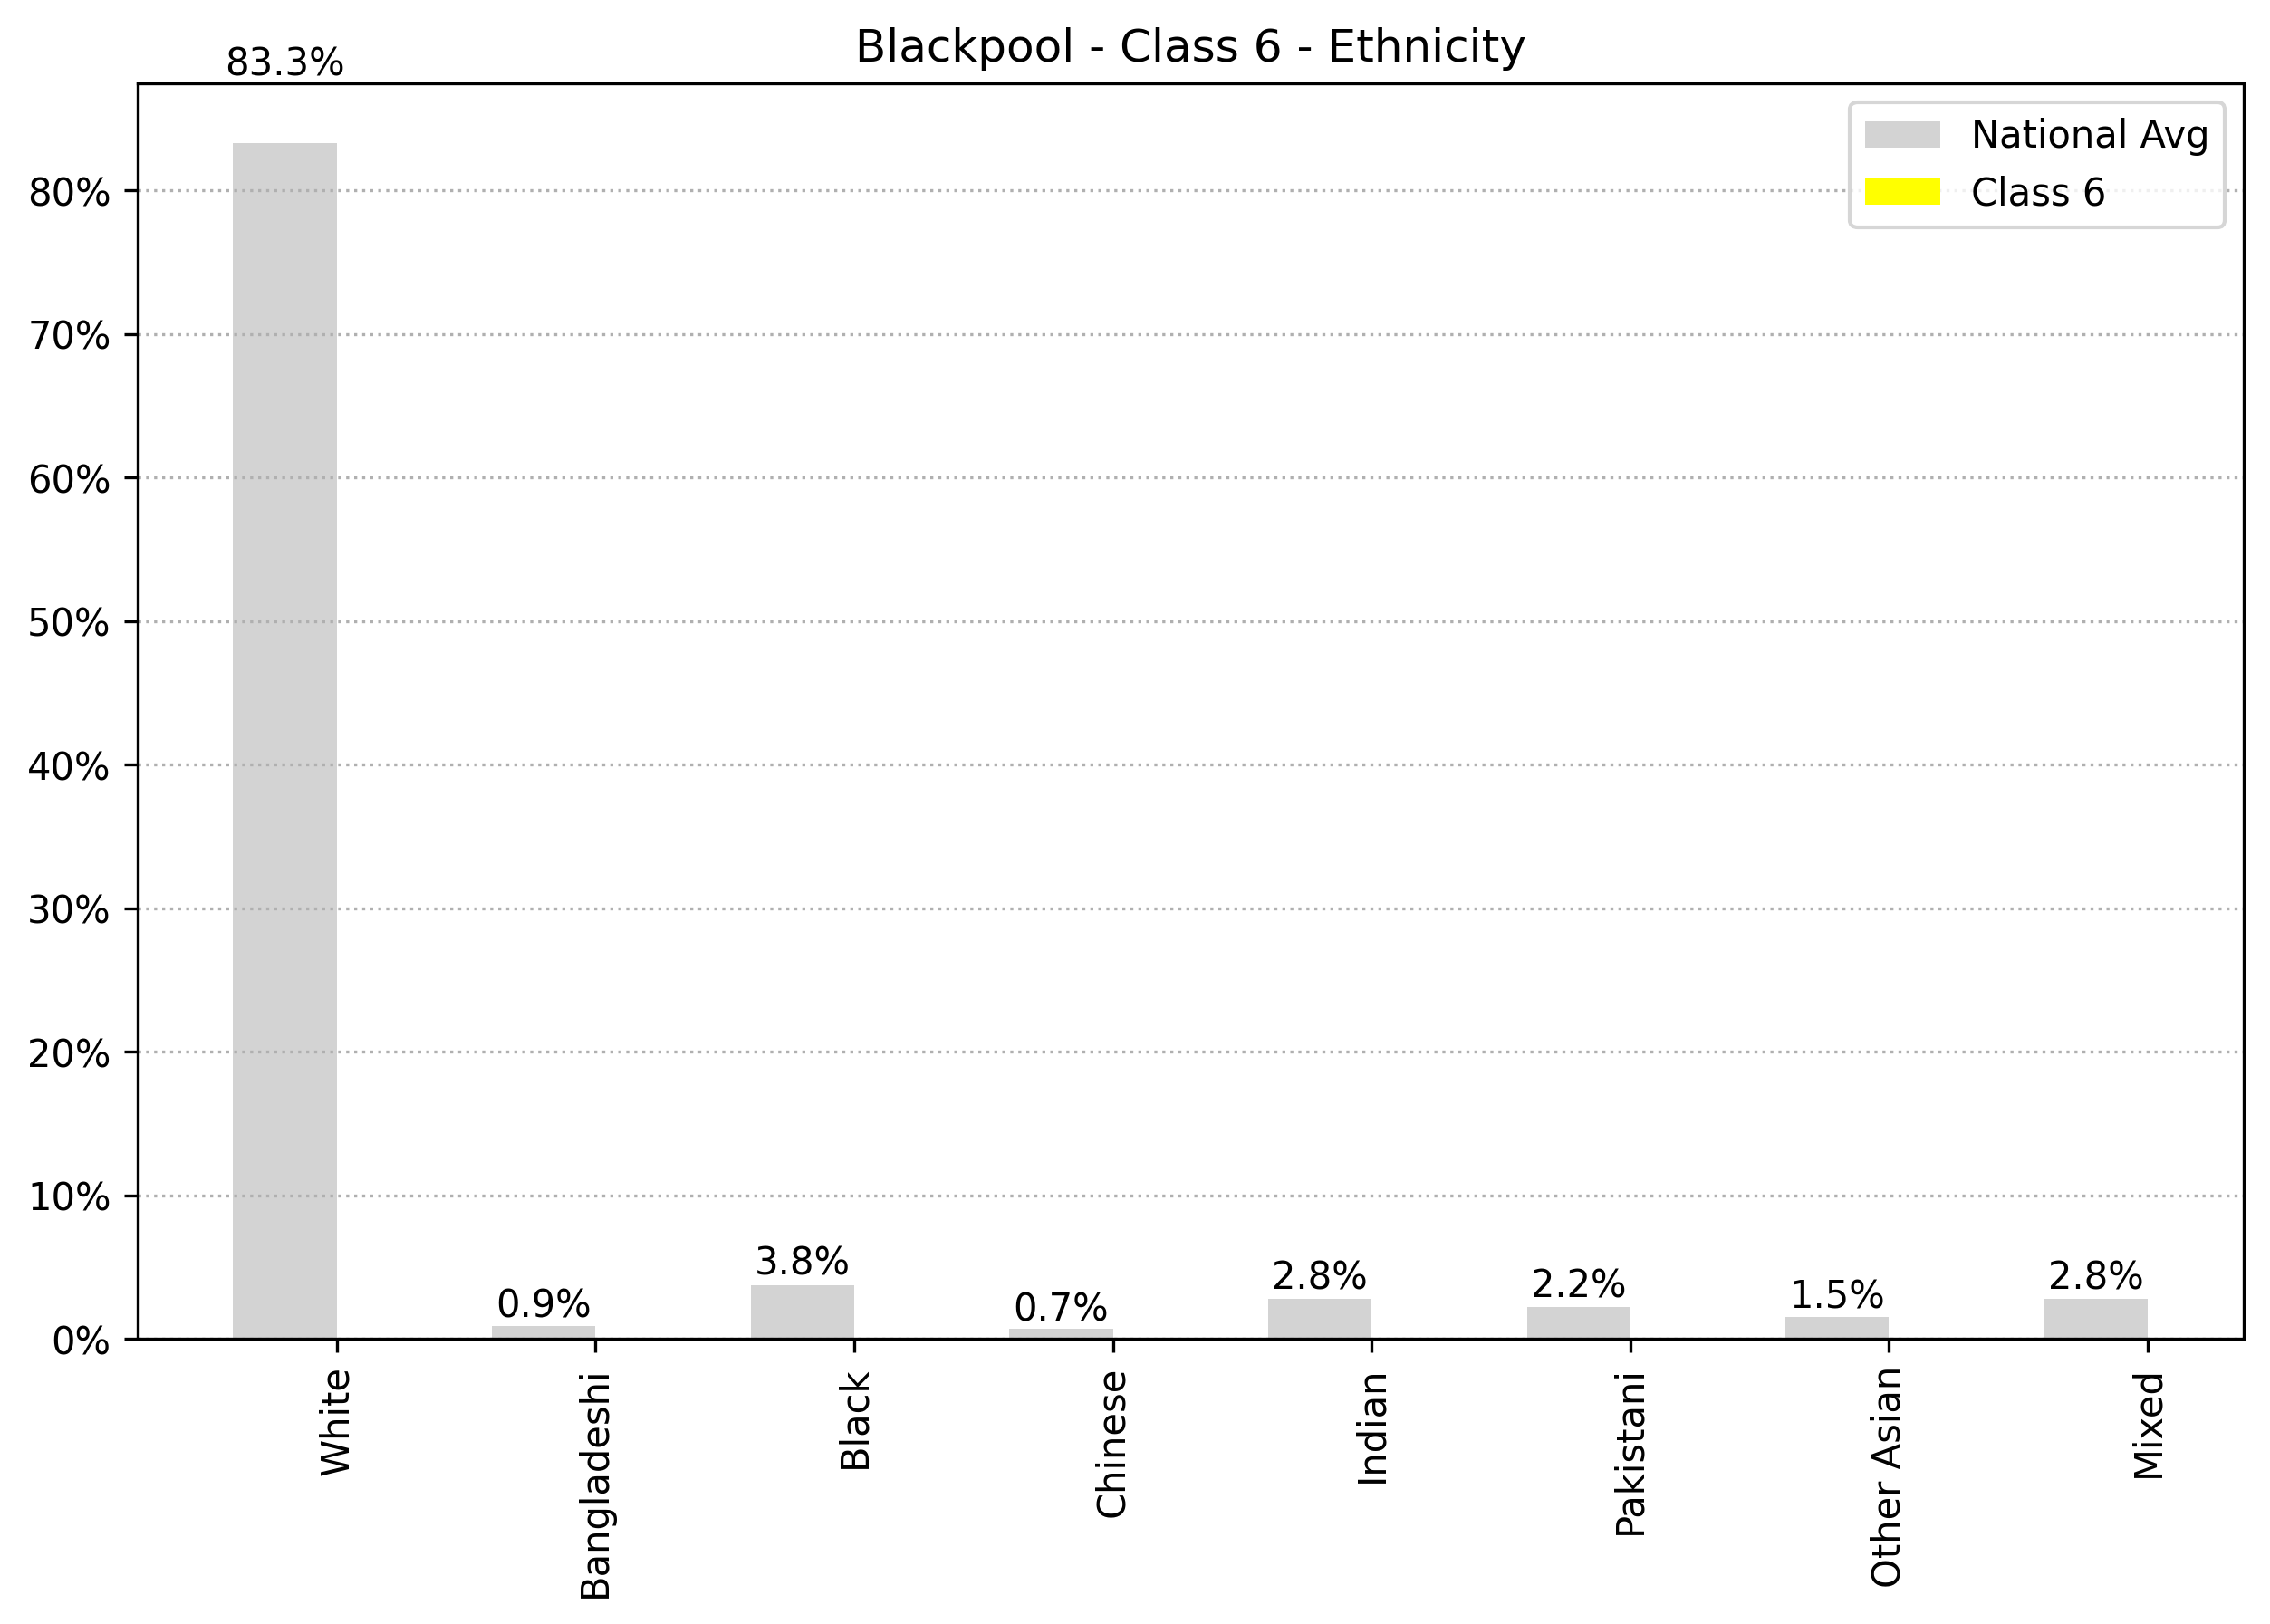 Blackpool - Class 6 - Ethnicity
83.3%
National Avg
Class 6
80%
70%
60%
50%
40%
30%
20%
10%
0%
0.9%
3.8%
0.7%
2.8%
2.2%
1.5%
2.8%
White
Bangladeshi
Black
Chinese
Indian
Pakistani
Other Asian
Mixed